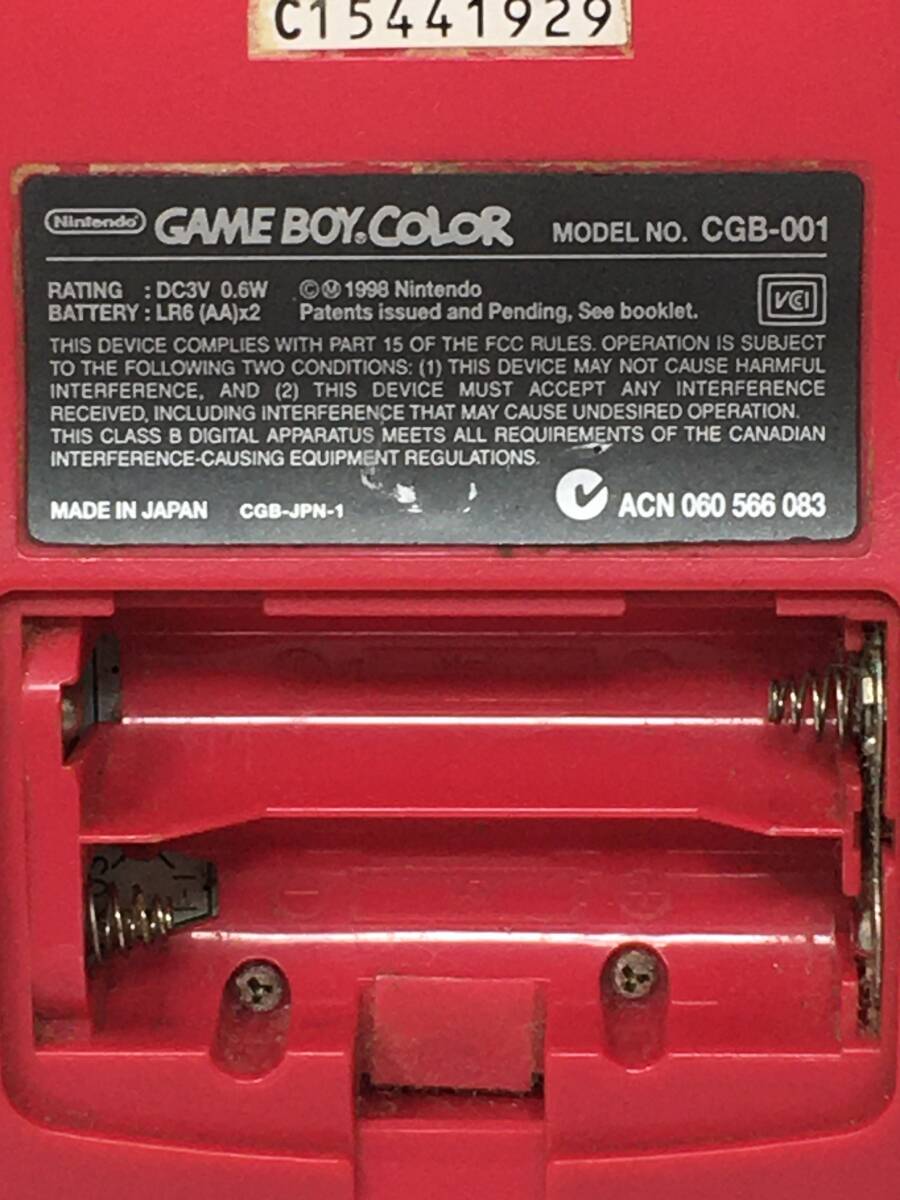 C15441929
Nintendo GAME BOY COLOR MODEL NO. CGB-001
RATING : DC3V 0.6W ©Ⓜ1998 Nintendo
BATTERY : LR6 (AA)x2 Patents issued and Pending, See booklet.
VCI
THIS DEVICE COMPLIES WITH PART 15 OF THE FCC RULES. OPERATION IS SUBJECT
TO THE FOLLOWING TWO CONDITIONS: (1) THIS DEVICE MAY NOT CAUSE HARMFUL
INTERFERENCE, AND (2) THIS DEVICE MUST ACCEPT ANY INTERFERENCE
RECEIVED, INCLUDING INTERFERENCE THAT MAY CAUSE UNDESIRED OPERATION.
THIS CLASS B DIGITAL APPARATUS MEETS ALL REQUIREMENTS OF THE CANADIAN
INTERFERENCE-CAUSING EQUIPMENT REGULATIONS.
MADE IN JAPAN CGB-JPN-1 ACN 060 566 083